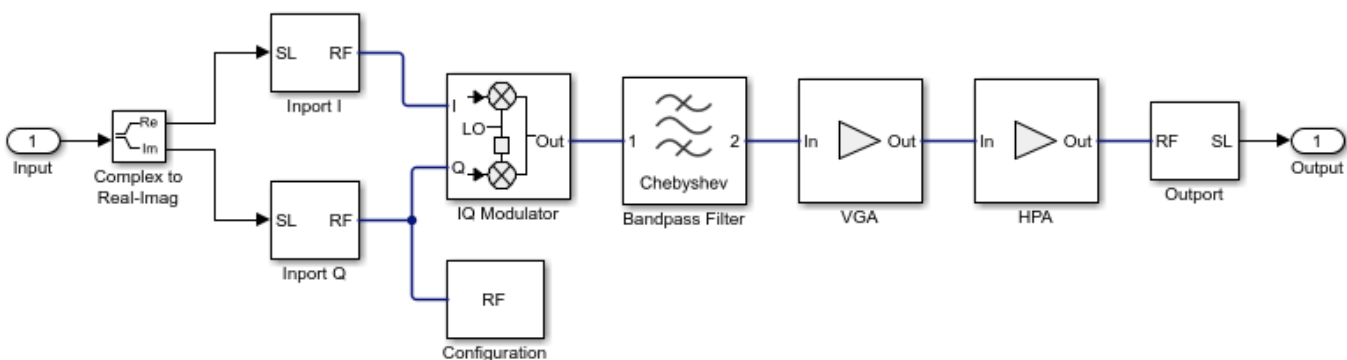 1
Input
Re
Im
Complex to
Real-Imag
SL RF
Inport I
SL RF
Inport Q
I
LO
Q
Out
IQ Modulator
RF
Configuration
1 2
Chebyshev
Bandpass Filter
In Out
VGA
In Out
HPA
RF SL
Outport
1
Output